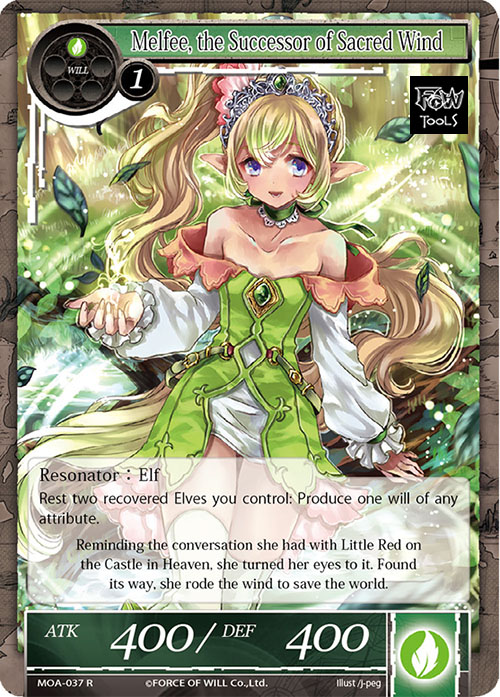 Melfee, the Successor of Sacred Wind
WILL
1
FOW
TOOLS
Resonator : Elf
Rest two recovered Elves you control: Produce one will of any
attribute.
Reminding the conversation she had with Little Red on
the Castle in Heaven, she turned her eyes to it. Found
its way, she rode the wind to save the world.
ATK 400 / DEF 400
MOA-037 R ©FORCE OF WILL Co.,Ltd. Illust/j-peg